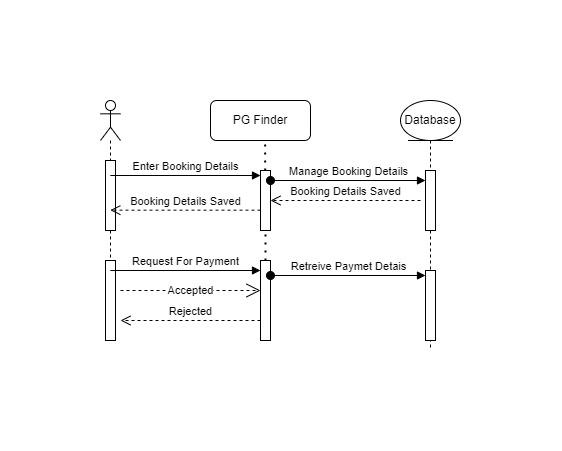 PG Finder
Database
Enter Booking Details
Manage Booking Details
Booking Details Saved
Booking Details Saved
Request For Payment
Retreive Paymet Detais
Accepted
Rejected